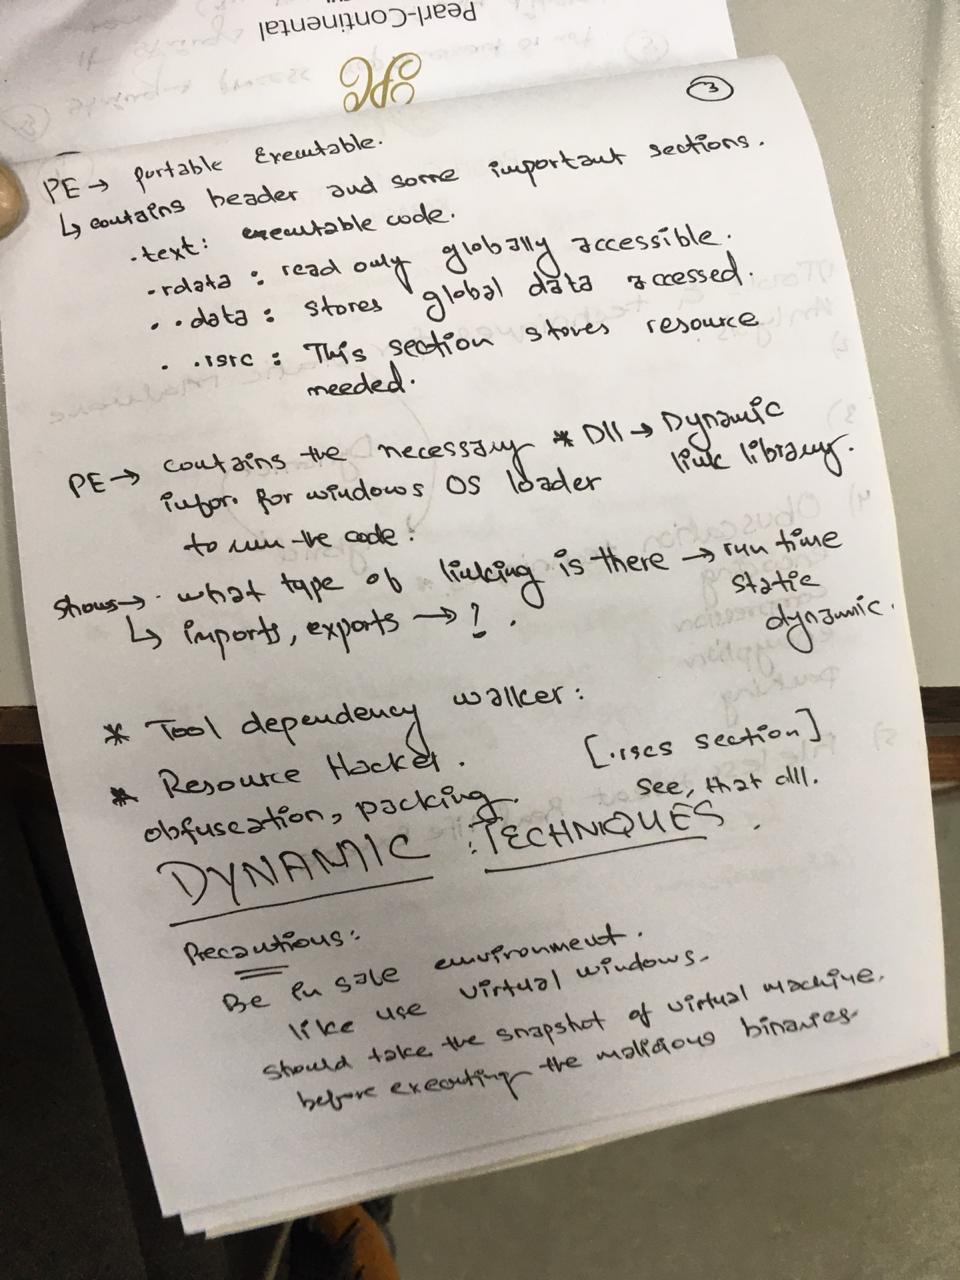 Pearl-Continental
3
PE → portable Executable.
↳ contains header and some important sections.
.text: executable code.
.rdata: read only globally accessible.
. .data: stores global data accessed.
. .rsrc: This section stores resource
needed.
PE → contains the necessary * Dll → Dynamic
infor. for windows OS loader link library.
to run the code:
Shows → . what type of linking is there → run time
static
↳ imports, exports → ! . dynamic.
* Tool dependency walker:
* Resource Hacker. [.rscs section]
obfuscation, packing. see, that dll.
DYNAMIC : TECHNIQUES .
Precautions:
Be in safe environment.
like use virtual windows.
should take the snapshot of virtual machine.
before executing the malicious binaries.